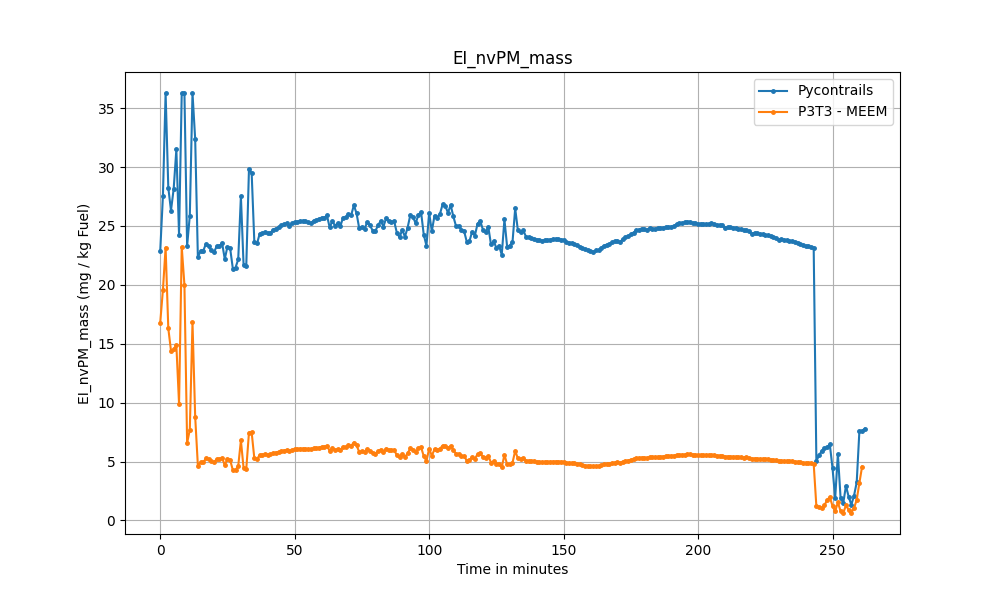 EI_nvPM_mass
Pycontrails
P3T3 - MEEM
EI_nvPM_mass (mg / kg Fuel)
35
30
25
20
15
10
5
0
0 50 100 150 200 250
Time in minutes